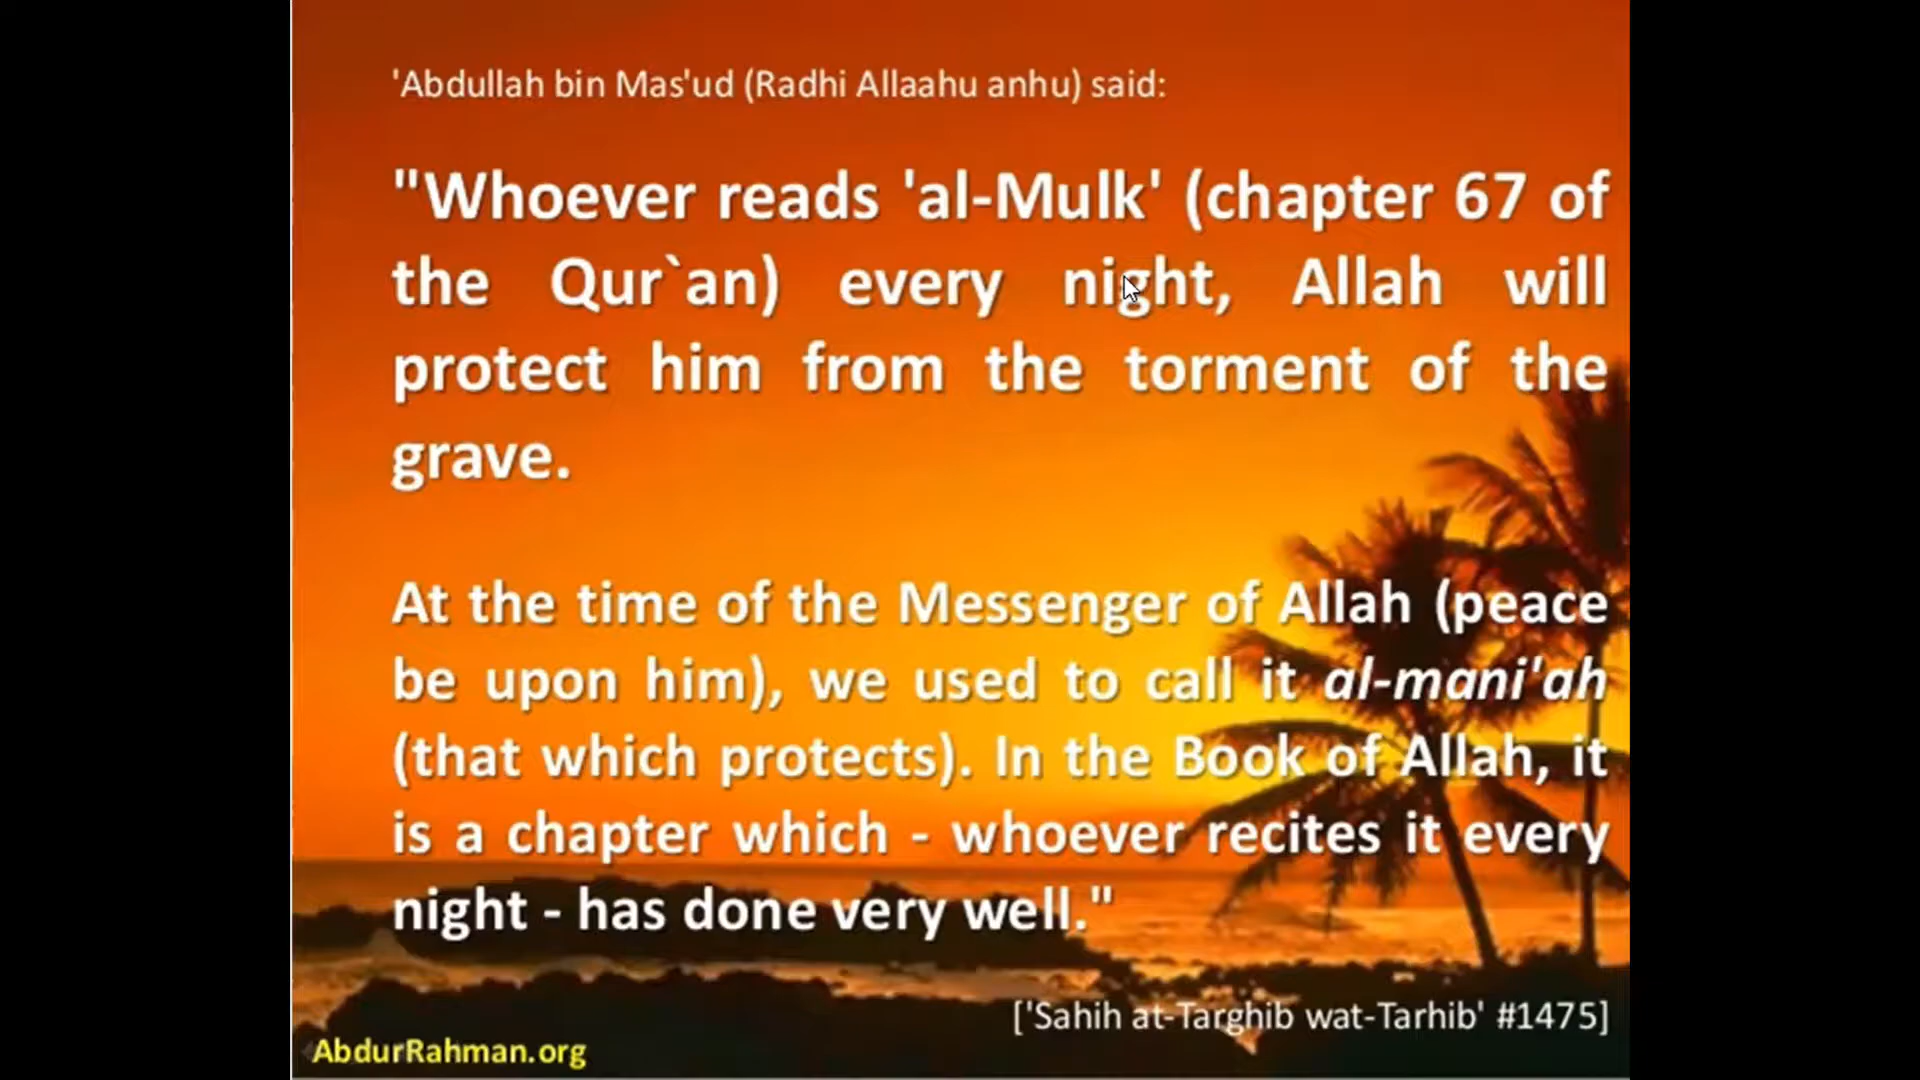 'Abdullah bin Mas'ud (Radhi Allaahu anhu) said:
"Whoever reads 'al-Mulk' (chapter 67 of
the Qur`an) every night, Allah will
protect him from the torment of the
grave.
At the time of the Messenger of Allah (peace
be upon him), we used to call it al-mani'ah
(that which protects). In the Book of Allah, it
is a chapter which - whoever recites it every
night - has done very well."
['Sahih at-Targhib wat-Tarhib' #1475]
AbdurRahman.org